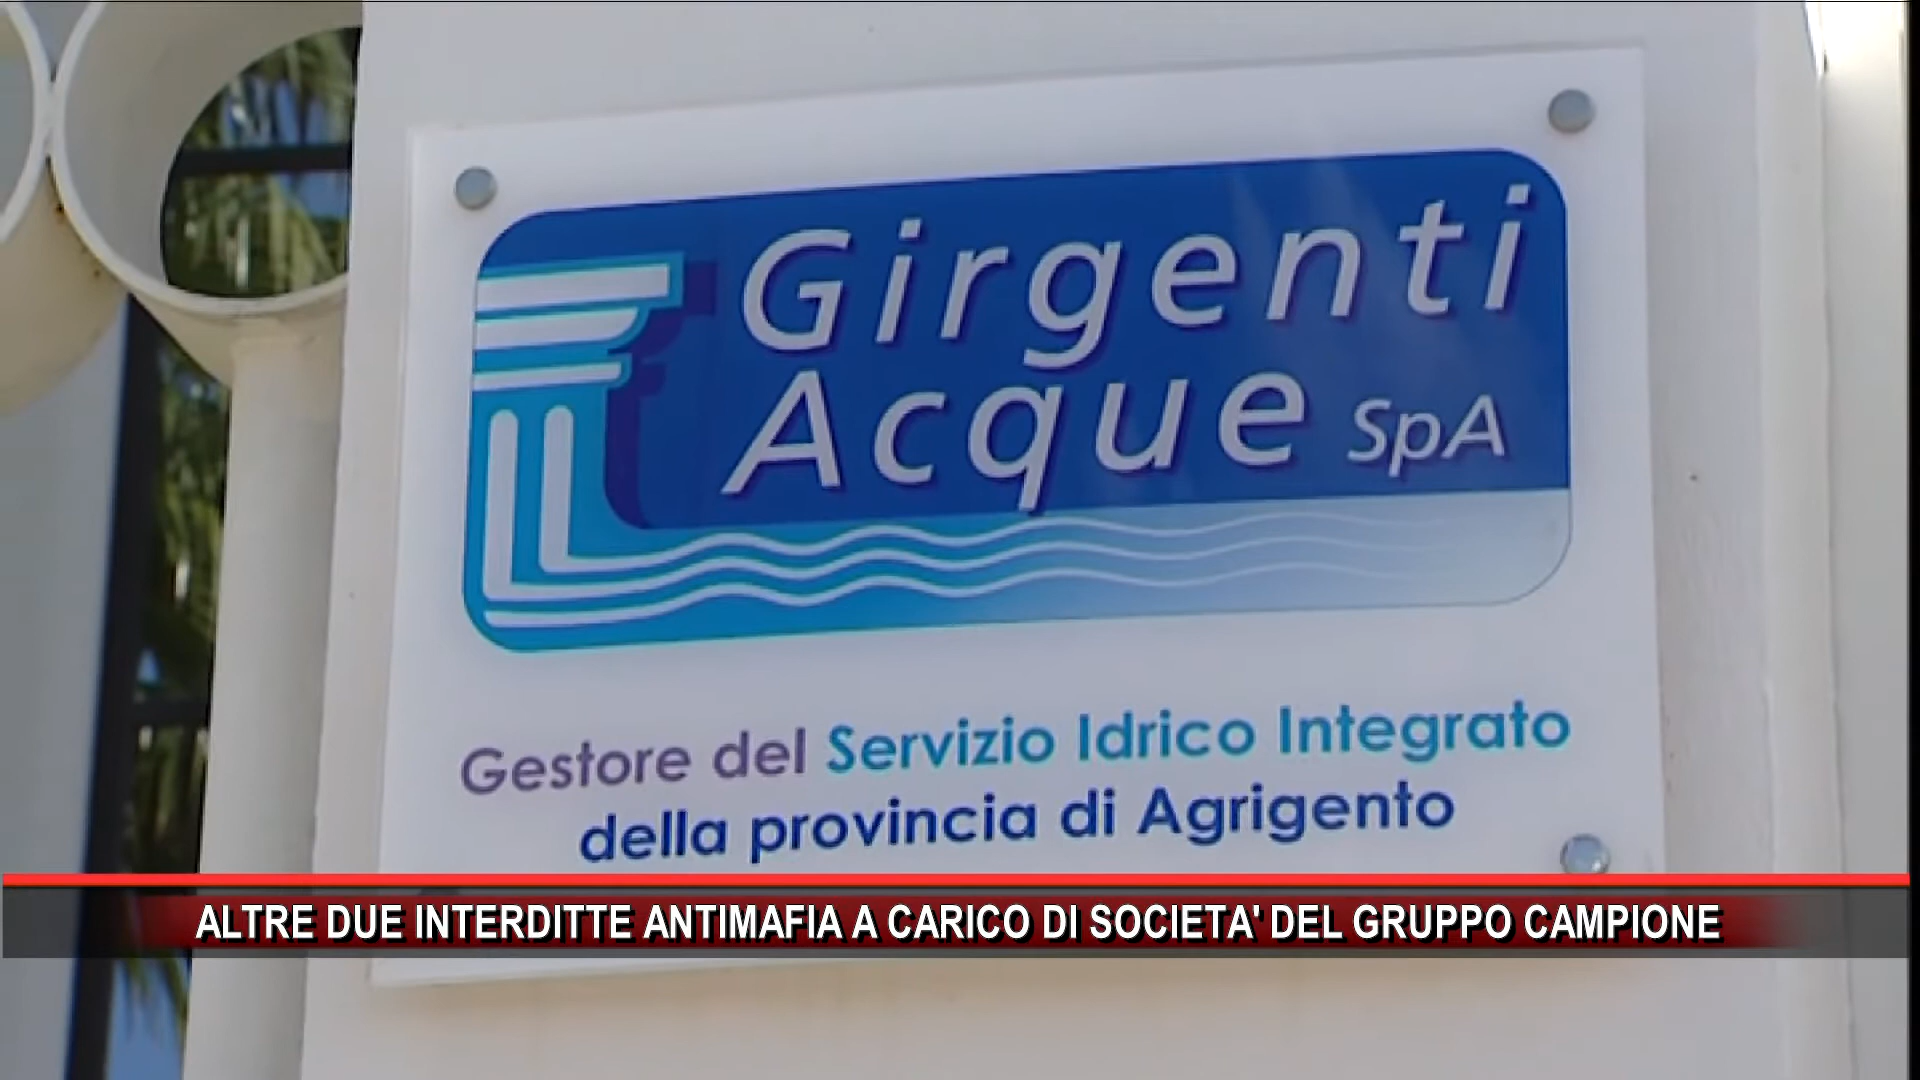 Girgenti
Acque SpA
Gestore del Servizio Idrico Integrato
della provincia di Agrigento
ALTRE DUE INTERDITTE ANTIMAFIA A CARICO DI SOCIETA' DEL GRUPPO CAMPIONE